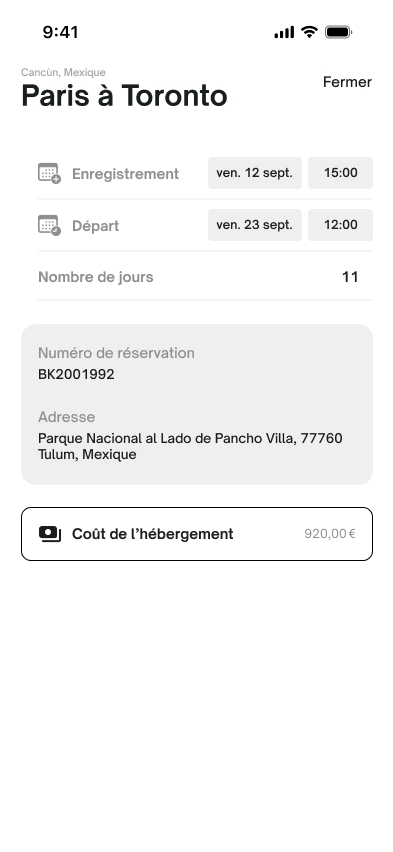 9:41
Cancùn, Mexique
Paris à Toronto
Fermer
Enregistrement ven. 12 sept. 15:00
Départ ven. 23 sept. 12:00
Nombre de jours 11
Numéro de réservation
BK2001992
Adresse
Parque Nacional al Lado de Pancho Villa, 77760
Tulum, Mexique
Coût de l’hébergement 920,00 €